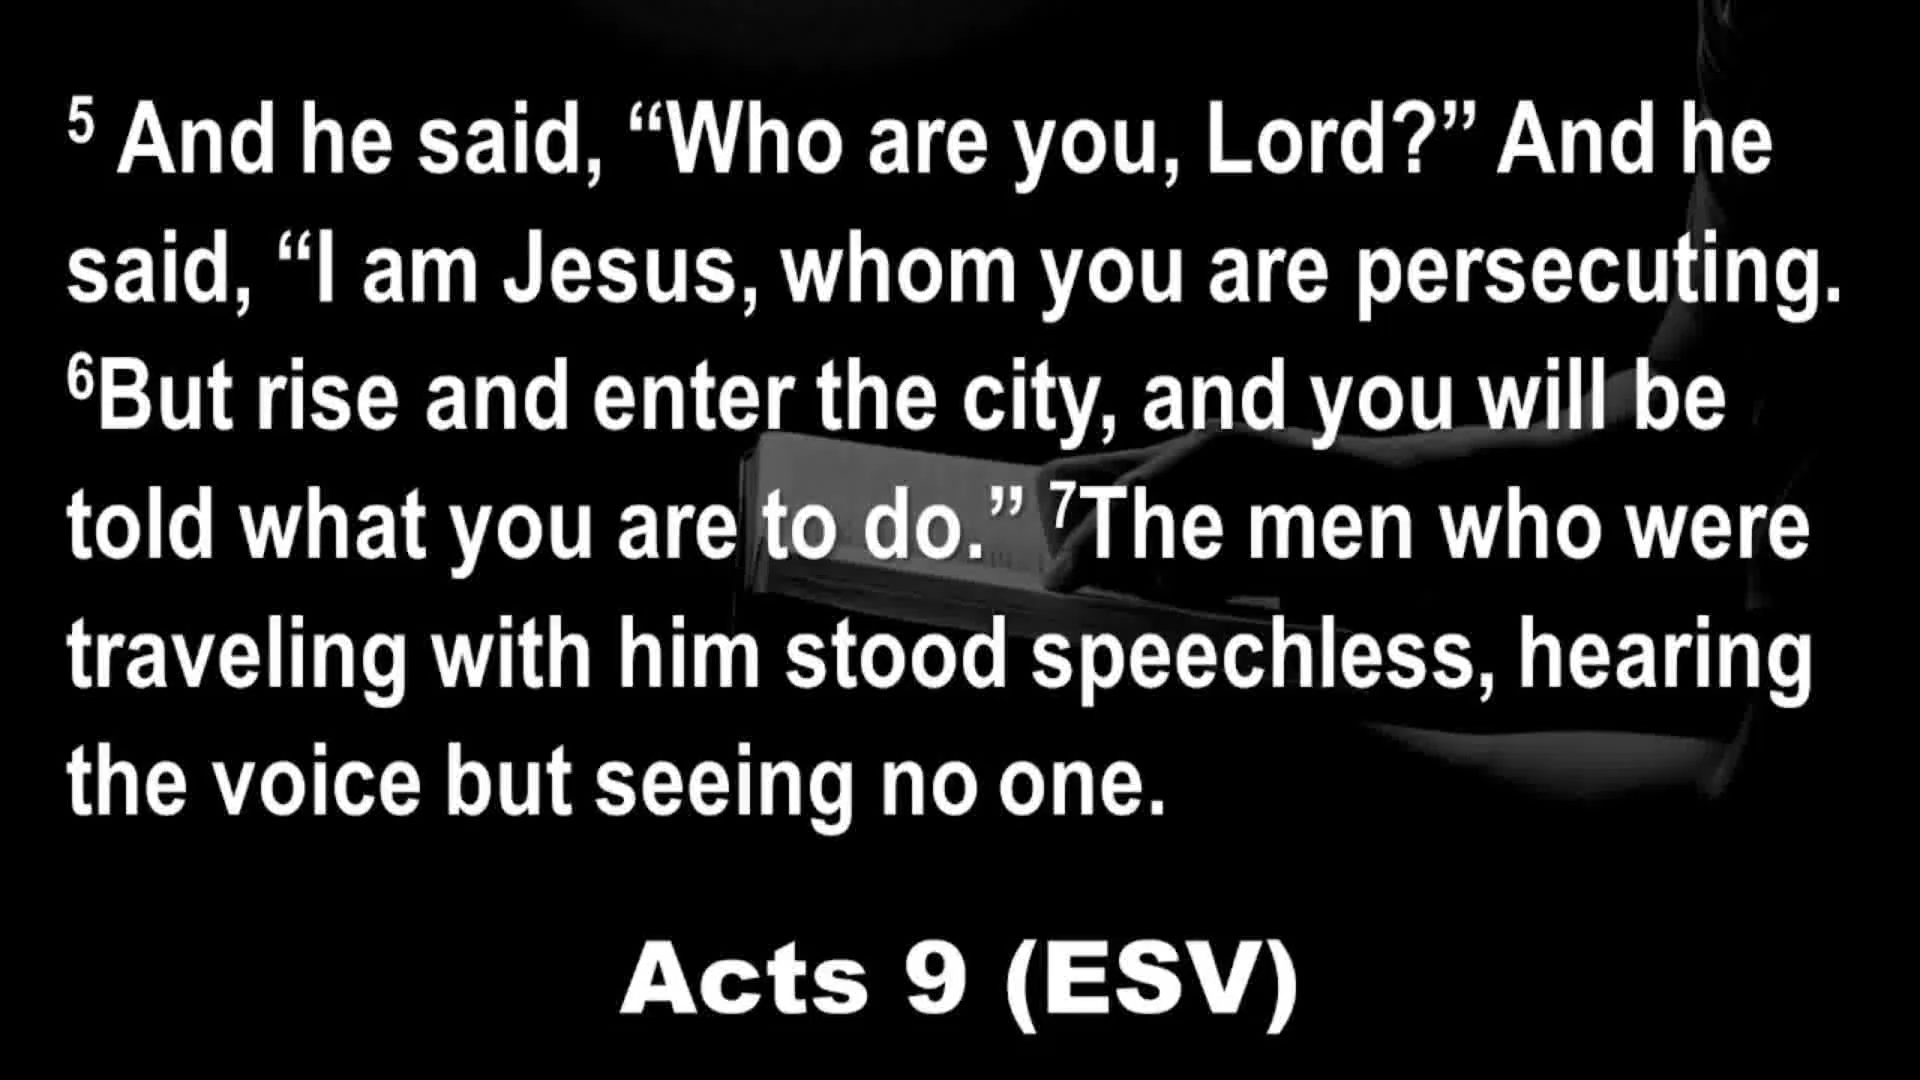 ⁵ And he said, “Who are you, Lord?” And he
said, “I am Jesus, whom you are persecuting.
⁶But rise and enter the city, and you will be
told what you are to do.” ⁷The men who were
traveling with him stood speechless, hearing
the voice but seeing no one.
Acts 9 (ESV)